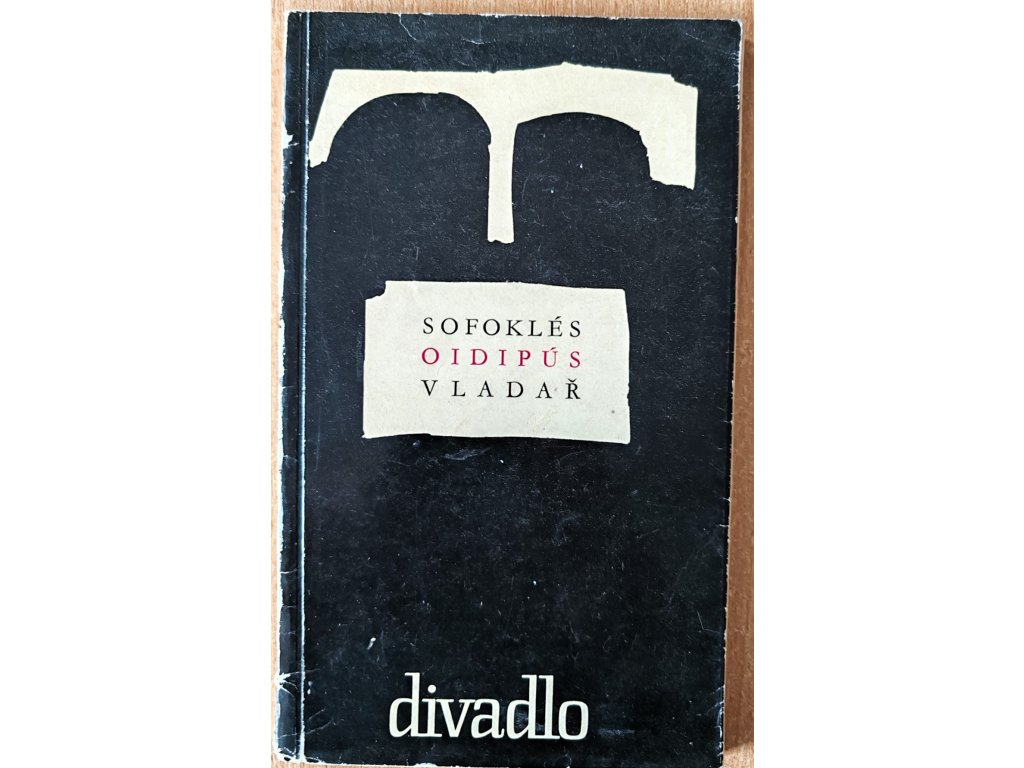 SOFOKLÉS
OIDIPÚS
VLADAŘ
divadlo